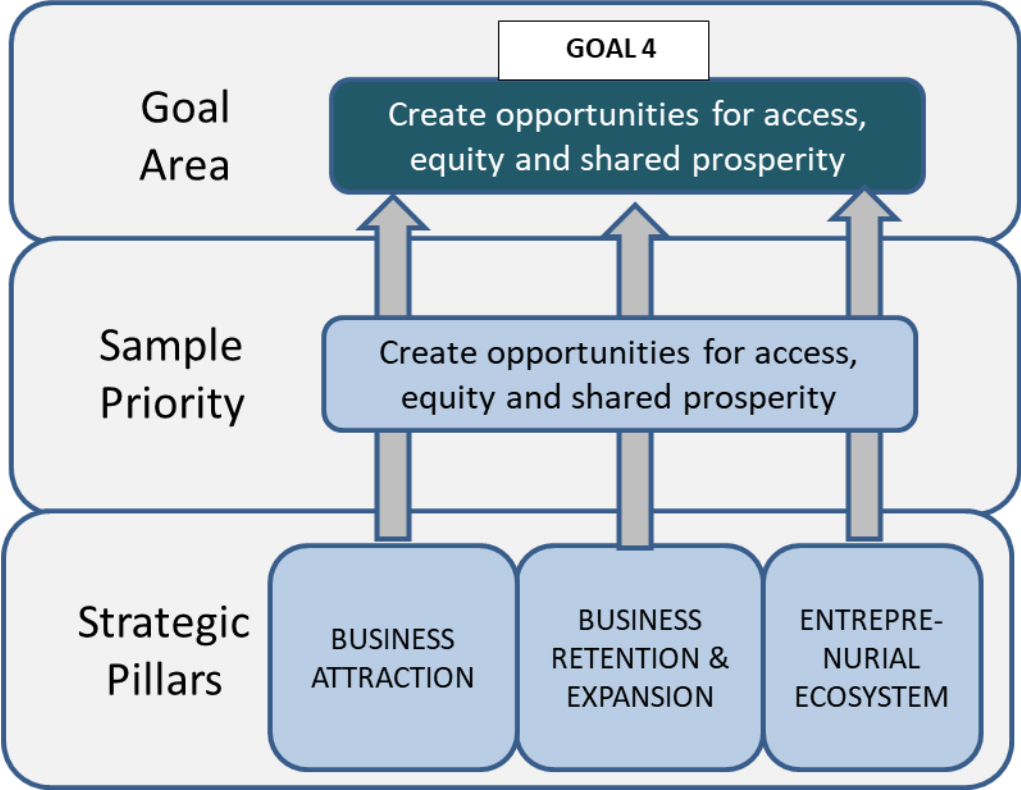 GOAL 4
Goal
Area
Create opportunities for access,
equity and shared prosperity
Sample
Priority
Create opportunities for access,
equity and shared prosperity
Strategic
Pillars
BUSINESS
ATTRACTION
BUSINESS
RETENTION &
EXPANSION
ENTREPRE-
NURIAL
ECOSYSTEM